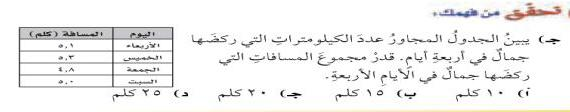 تحقق من فهمك:
جـ) يبين الجدول المجاور عدد الكيلومترات التي ركضها
جمال في أربعة أيام. قدر مجموع المسافات التي
ركضها جمال في الأيام الأربعة.
أ) ١٠ كلم ب) ١٥ كلم جـ) ٢٠ كلم د) ٢٥ كلم
اليوم المسافة (كلم)
الأربعاء ٥,١
الخميس ٥,٣
الجمعة ٤,٨
السبت ٥,٠